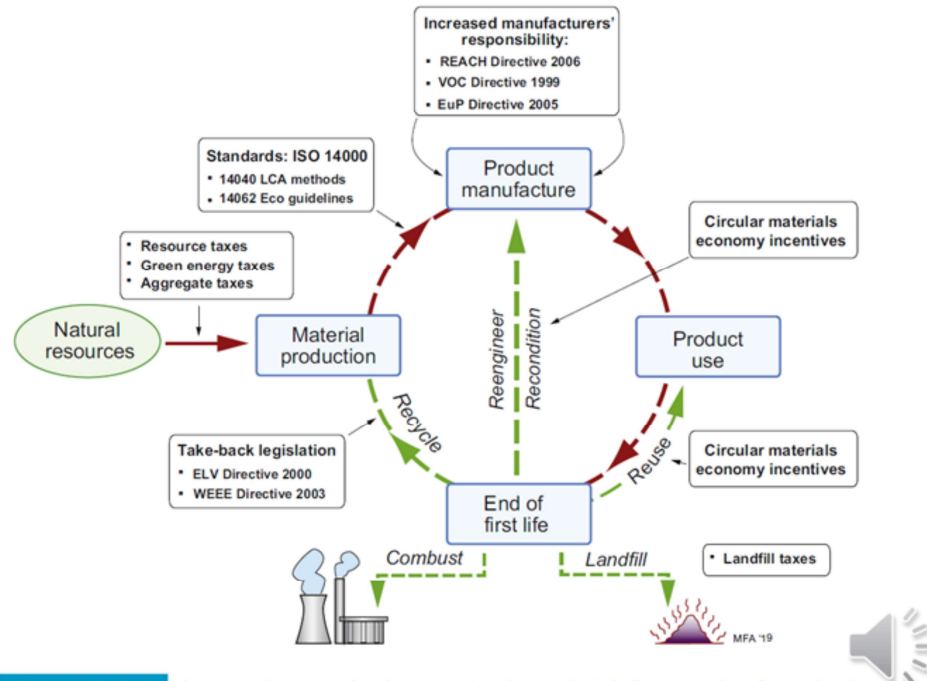 Increased manufacturers'
responsibility:
▪ REACH Directive 2006
▪ VOC Directive 1999
▪ EuP Directive 2005
Standards: ISO 14000
• 14040 LCA methods
• 14062 Eco guidelines
Product
manufacture
Circular materials
economy incentives
• Resource taxes
• Green energy taxes
• Aggregate taxes
Natural
resources
Material
production
Reengineer
Recondition
Product
use
Recycle
Take-back legislation
▪ ELV Directive 2000
▪ WEEE Directive 2003
Reuse
Circular materials
economy incentives
End of
first life
Combust
Landfill
• Landfill taxes
MFA '19